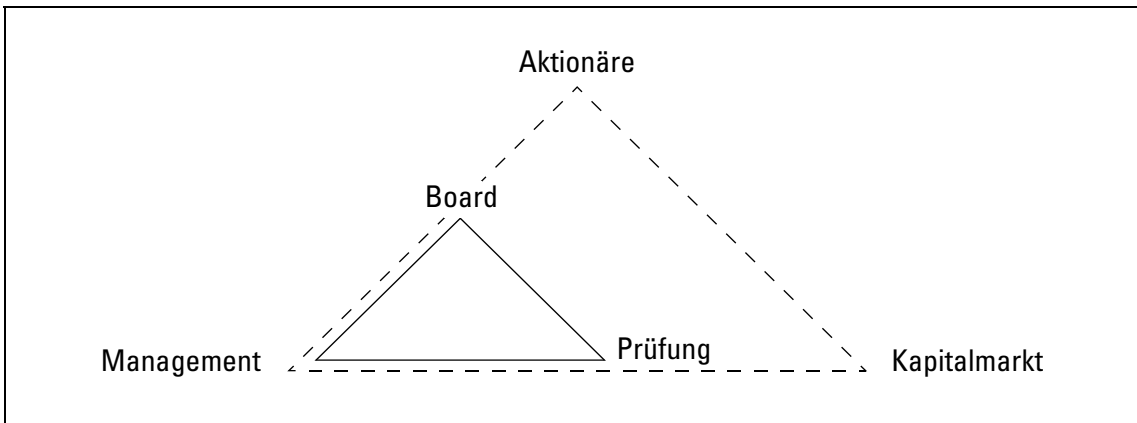 Aktionäre
Board
Management
Prüfung
Kapitalmarkt